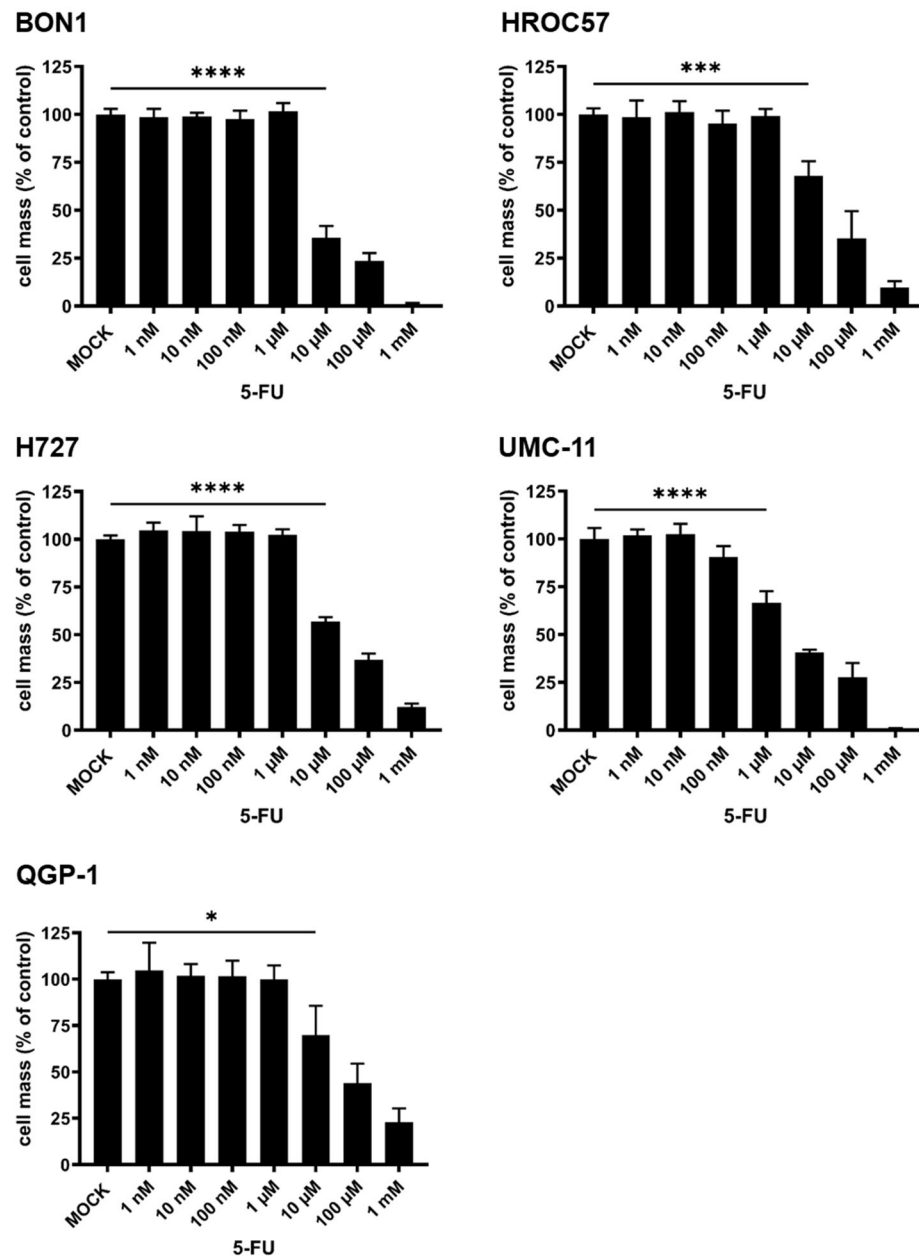 BON1
****
cell mass (% of control)
125
100
75
50
25
0
MOCK
1 nM
10 nM
100 nM
1 µM
10 µM
100 µM
1 mM
5-FU
HROC57
***
cell mass (% of control)
125
100
75
50
25
0
MOCK
1 nM
10 nM
100 nM
1 µM
10 µM
100 µM
1 mM
5-FU
H727
****
cell mass (% of control)
125
100
75
50
25
0
MOCK
1 nM
10 nM
100 nM
1 µM
10 µM
100 µM
1 mM
5-FU
UMC-11
****
cell mass (% of control)
125
100
75
50
25
0
MOCK
1 nM
10 nM
100 nM
1 µM
10 µM
100 µM
1 mM
5-FU
QGP-1
*
cell mass (% of control)
125
100
75
50
25
0
MOCK
1 nM
10 nM
100 nM
1 µM
10 µM
100 µM
1 mM
5-FU